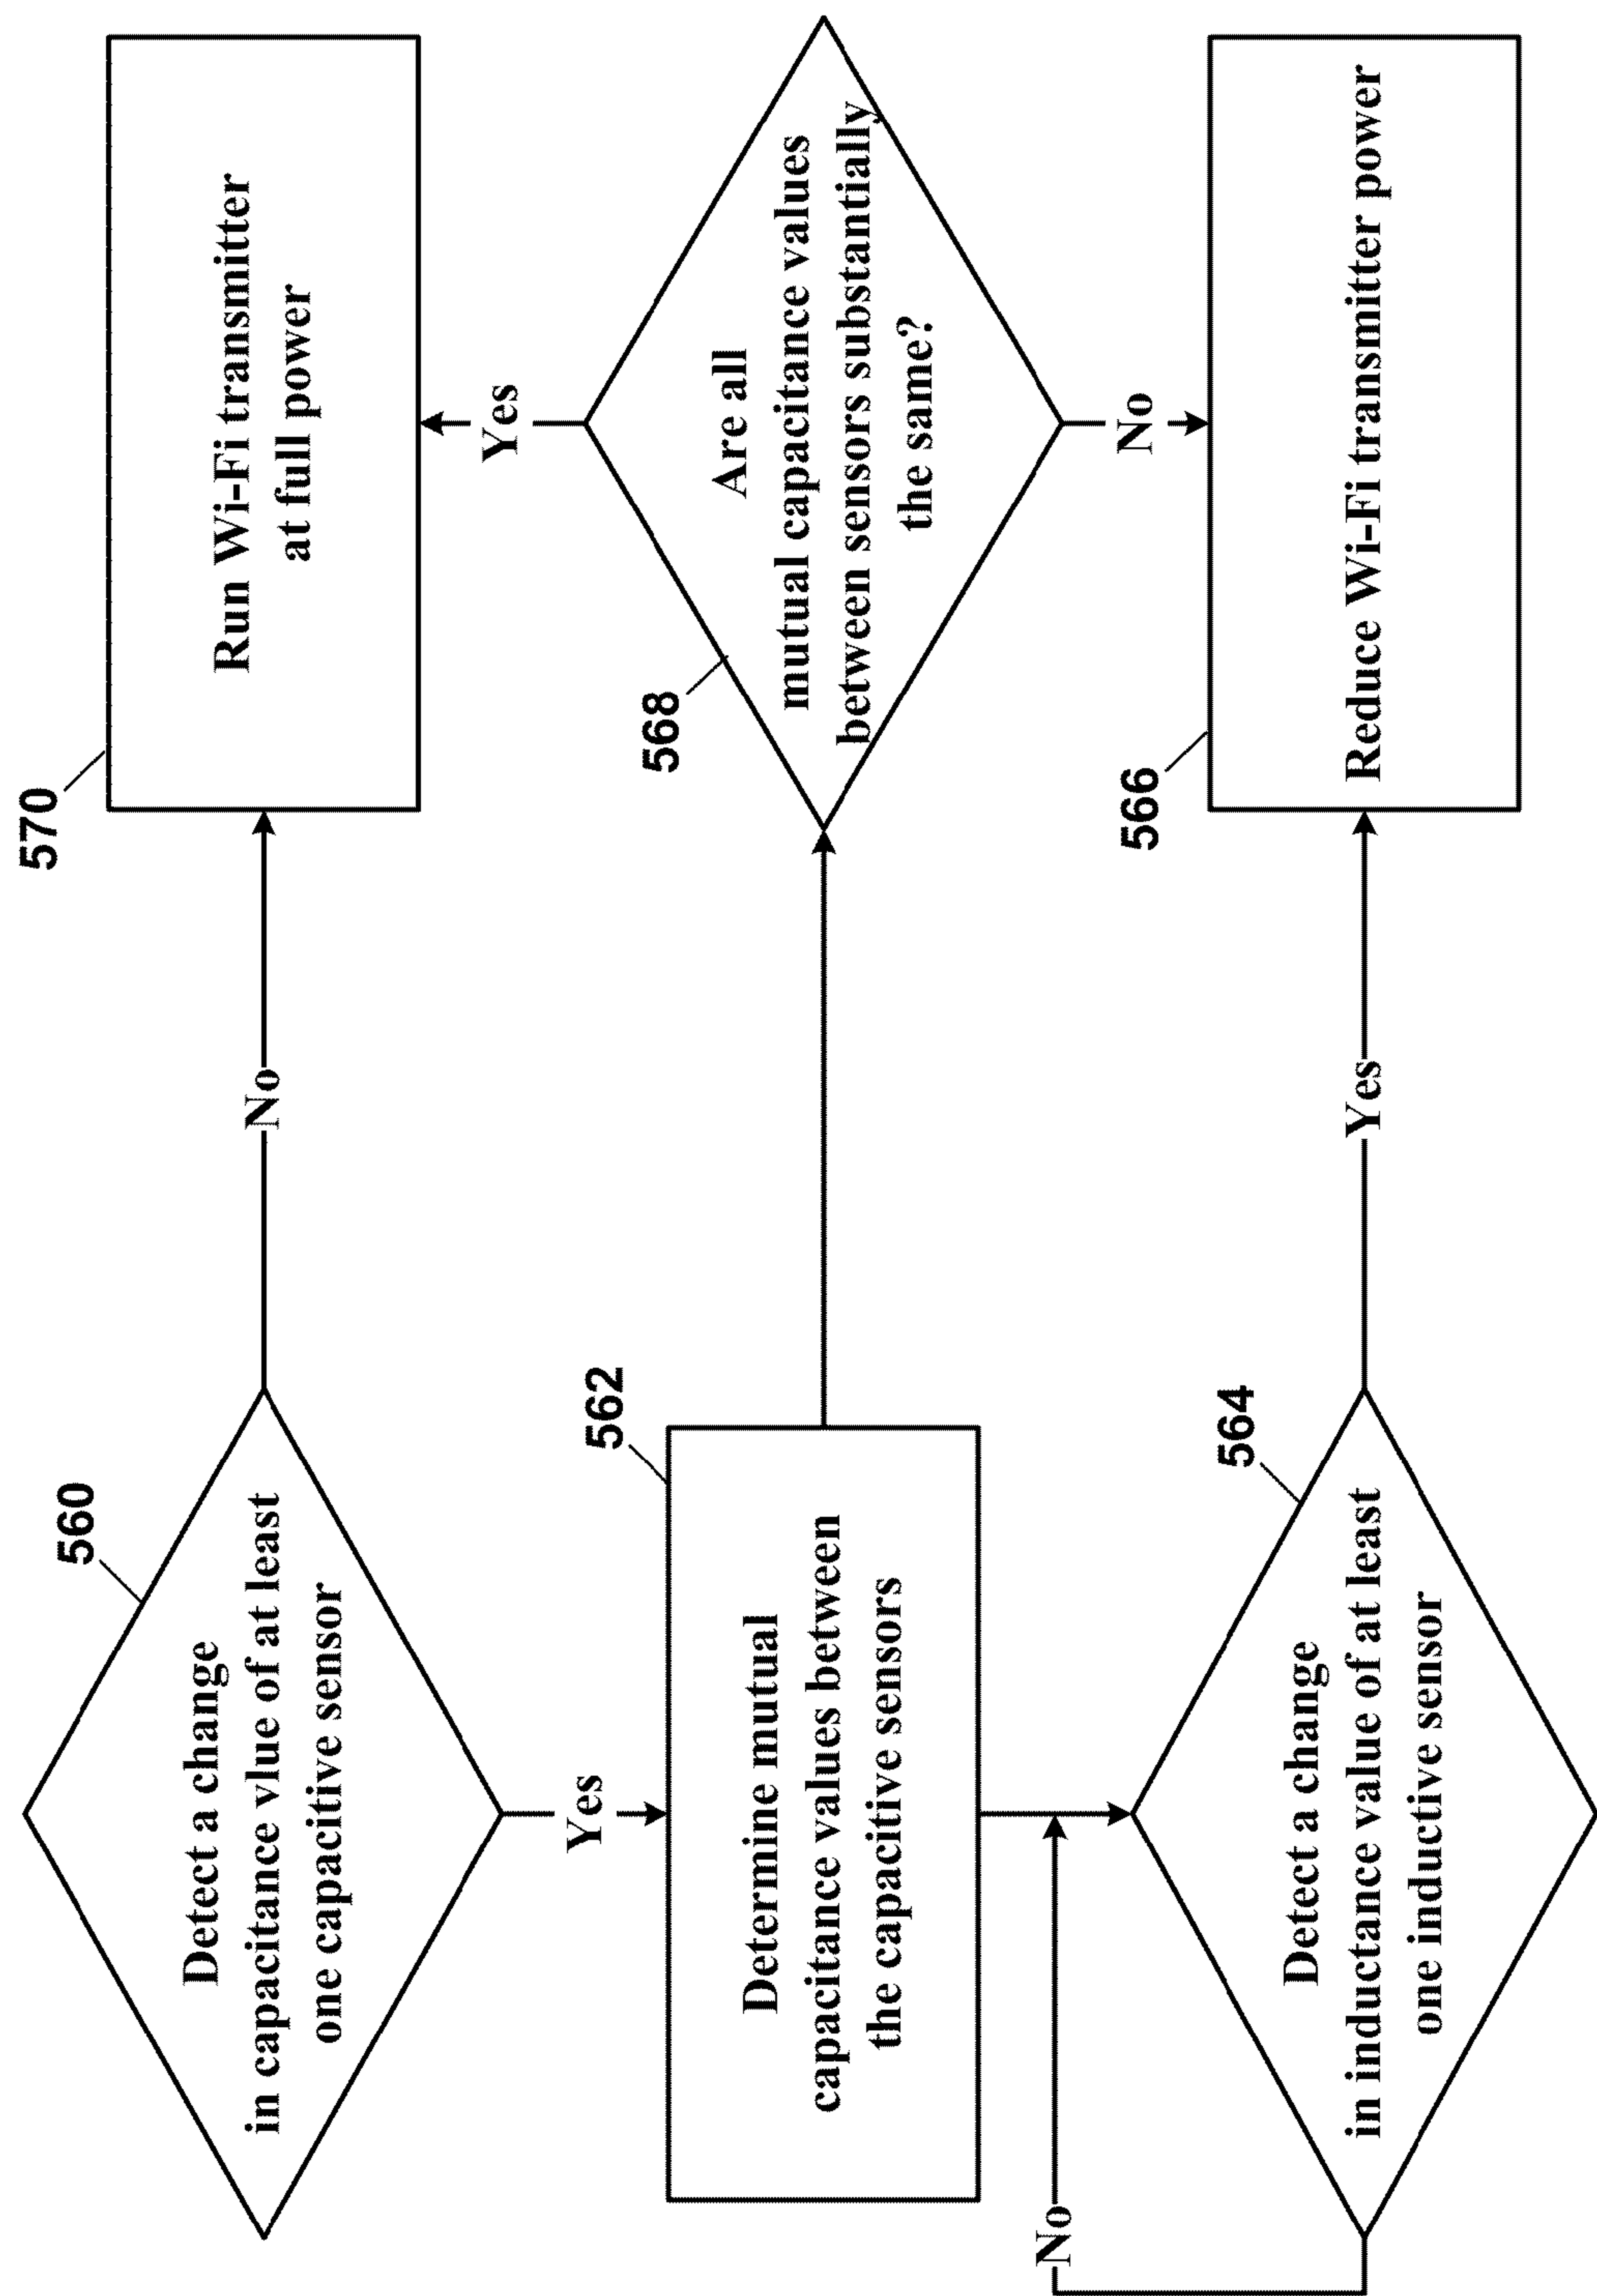 560
Detect a change
in capacitance vlue of at least
one capacitive sensor
No
570
Run Wi-Fi transmitter
at full power
Yes
562
Determine mutual
capacitance values between
the capacitive sensors
568
Are all
mutual capacitance values
between sensors substantially
the same?
Yes
No
No
564
Detect a change
in inductance value of at least
one inductive sensor
Yes
566
Reduce Wi-Fi transmitter power